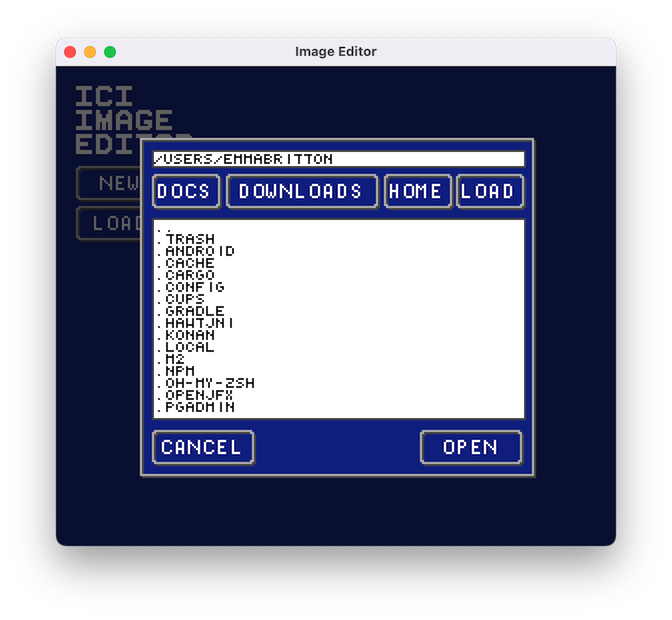 Image Editor
ICI
IMAGE
EDIT
/USERS/EMMABRITTON
NEW
DOCS DOWNLOADS HOME LOAD
LOAD
..
.TRASH
.ANDROID
.CACHE
.CARGO
.CONFIG
.CUPS
.GRADLE
.HAWTJNI
.KONAN
.LOCAL
.M2
.NPM
.OH-MY-ZSH
.OPENJFX
.PGADMIN
CANCEL OPEN